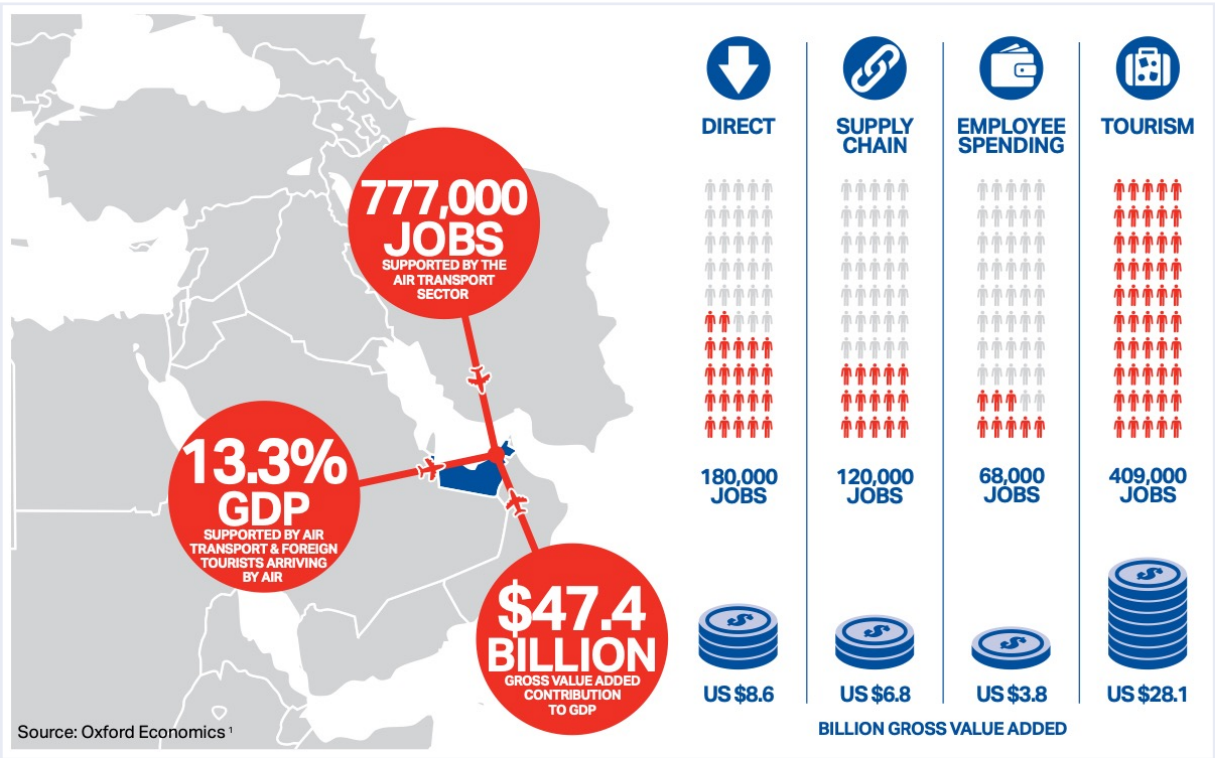 777,000
JOBS
SUPPORTED BY THE
AIR TRANSPORT
SECTOR
13.3%
GDP
SUPPORTED BY AIR
TRANSPORT & FOREIGN
TOURISTS ARRIVING
BY AIR
$47.4
BILLION
GROSS VALUE ADDED
CONTRIBUTION
TO GDP
Source: Oxford Economics ¹
DIRECT
180,000
JOBS
US $8.6
SUPPLY
CHAIN
120,000
JOBS
US $6.8
EMPLOYEE
SPENDING
68,000
JOBS
US $3.8
TOURISM
409,000
JOBS
US $28.1
BILLION GROSS VALUE ADDED